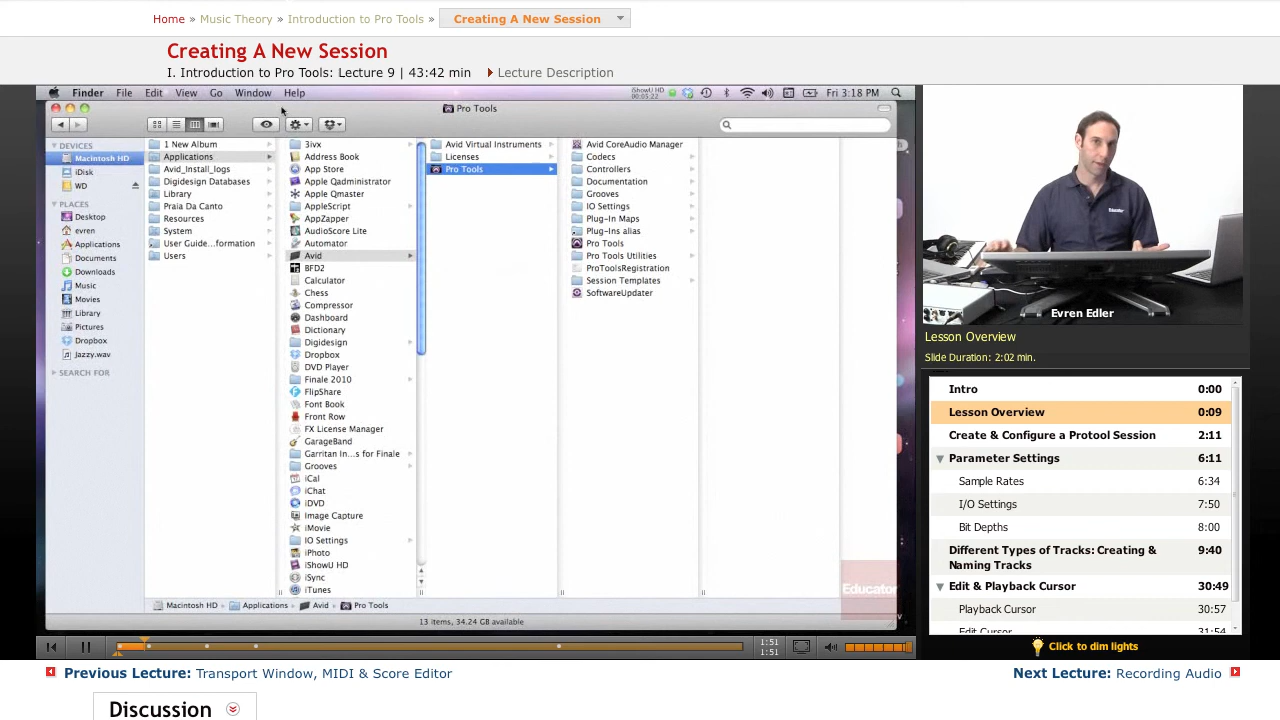 Home » Music Theory » Introduction to Pro Tools » Creating A New Session
Creating A New Session
I. Introduction to Pro Tools: Lecture 9 | 43:42 min Lecture Description
Finder File Edit View Go Window Help iShowU HD 00:05:22 Fri 3:18 PM
Pro Tools
DEVICES
Macintosh HD
iDisk
WD
PLACES
Desktop
evren
Applications
Documents
Downloads
Music
Movies
Library
Pictures
Dropbox
Jazzy.wav
SEARCH FOR
1 New Album
Applications
Avid_Install_logs
Digidesign Databases
Library
Praia Da Canto
Resources
System
User Guide...formation
Users
3ivx
Address Book
App Store
Apple Qadministrator
Apple Qmaster
AppleScript
AppZapper
AudioScore Lite
Automator
Avid
BFD2
Calculator
Chess
Compressor
Dashboard
Dictionary
Digidesign
Dropbox
DVD Player
Finale 2010
FlipShare
Font Book
Front Row
FX License Manager
GarageBand
Garritan In...s for Finale
Grooves
iCal
iChat
iDVD
Image Capture
iMovie
IO Settings
iPhoto
iShowU HD
iSync
iTunes
Avid Virtual Instruments
Licenses
Pro Tools
Avid CoreAudio Manager
Codecs
Controllers
Documentation
Grooves
IO Settings
Plug-In Maps
Plug-Ins alias
Pro Tools
Pro Tools Utilities
ProToolsRegistration
Session Templates
SoftwareUpdater
Educator
Macintosh HD Applications Avid Pro Tools
13 items, 34.24 GB available
1:51
1:51
Educator
Evren Edler
Lesson Overview
Slide Duration: 2:02 min.
Intro 0:00
Lesson Overview 0:09
Create & Configure a Protool Session 2:11
Parameter Settings 6:11
Sample Rates 6:34
I/O Settings 7:50
Bit Depths 8:00
Different Types of Tracks: Creating & 9:40
Naming Tracks
Edit & Playback Cursor 30:49
Playback Cursor 30:57
Edit Cursor 31:54
Click to dim lights
Previous Lecture: Transport Window, MIDI & Score Editor
Next Lecture: Recording Audio
Discussion